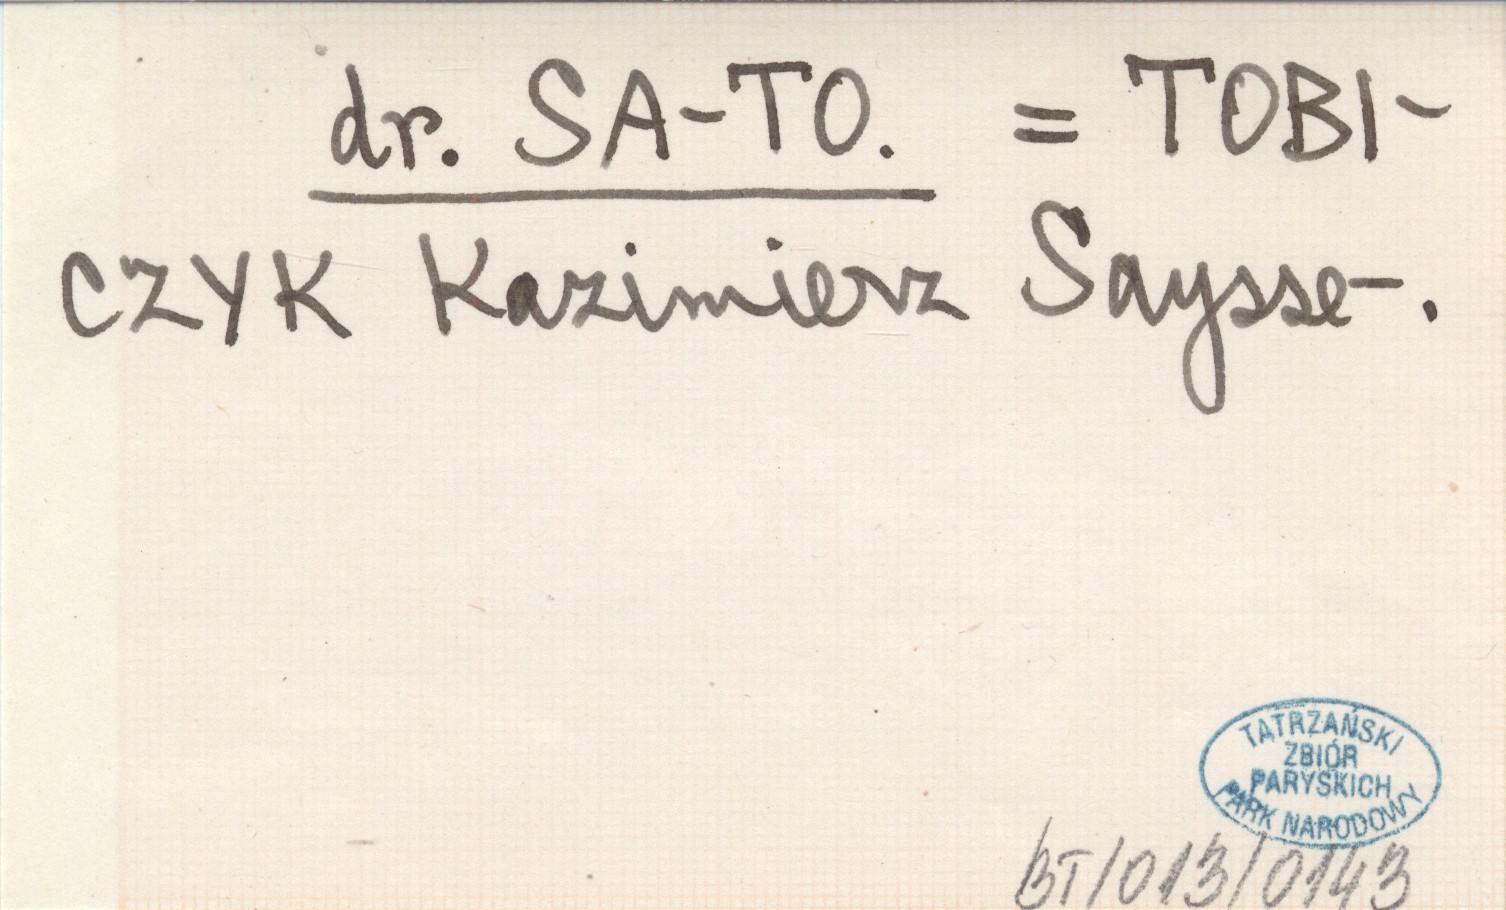 dr. SA-TO. = TOBI-
CZYK Kazimierz Saysse-.
TATRZAŃSKI
ZBIÓR
PARYSKICH
PARK NARODOWY
BT/013/0143